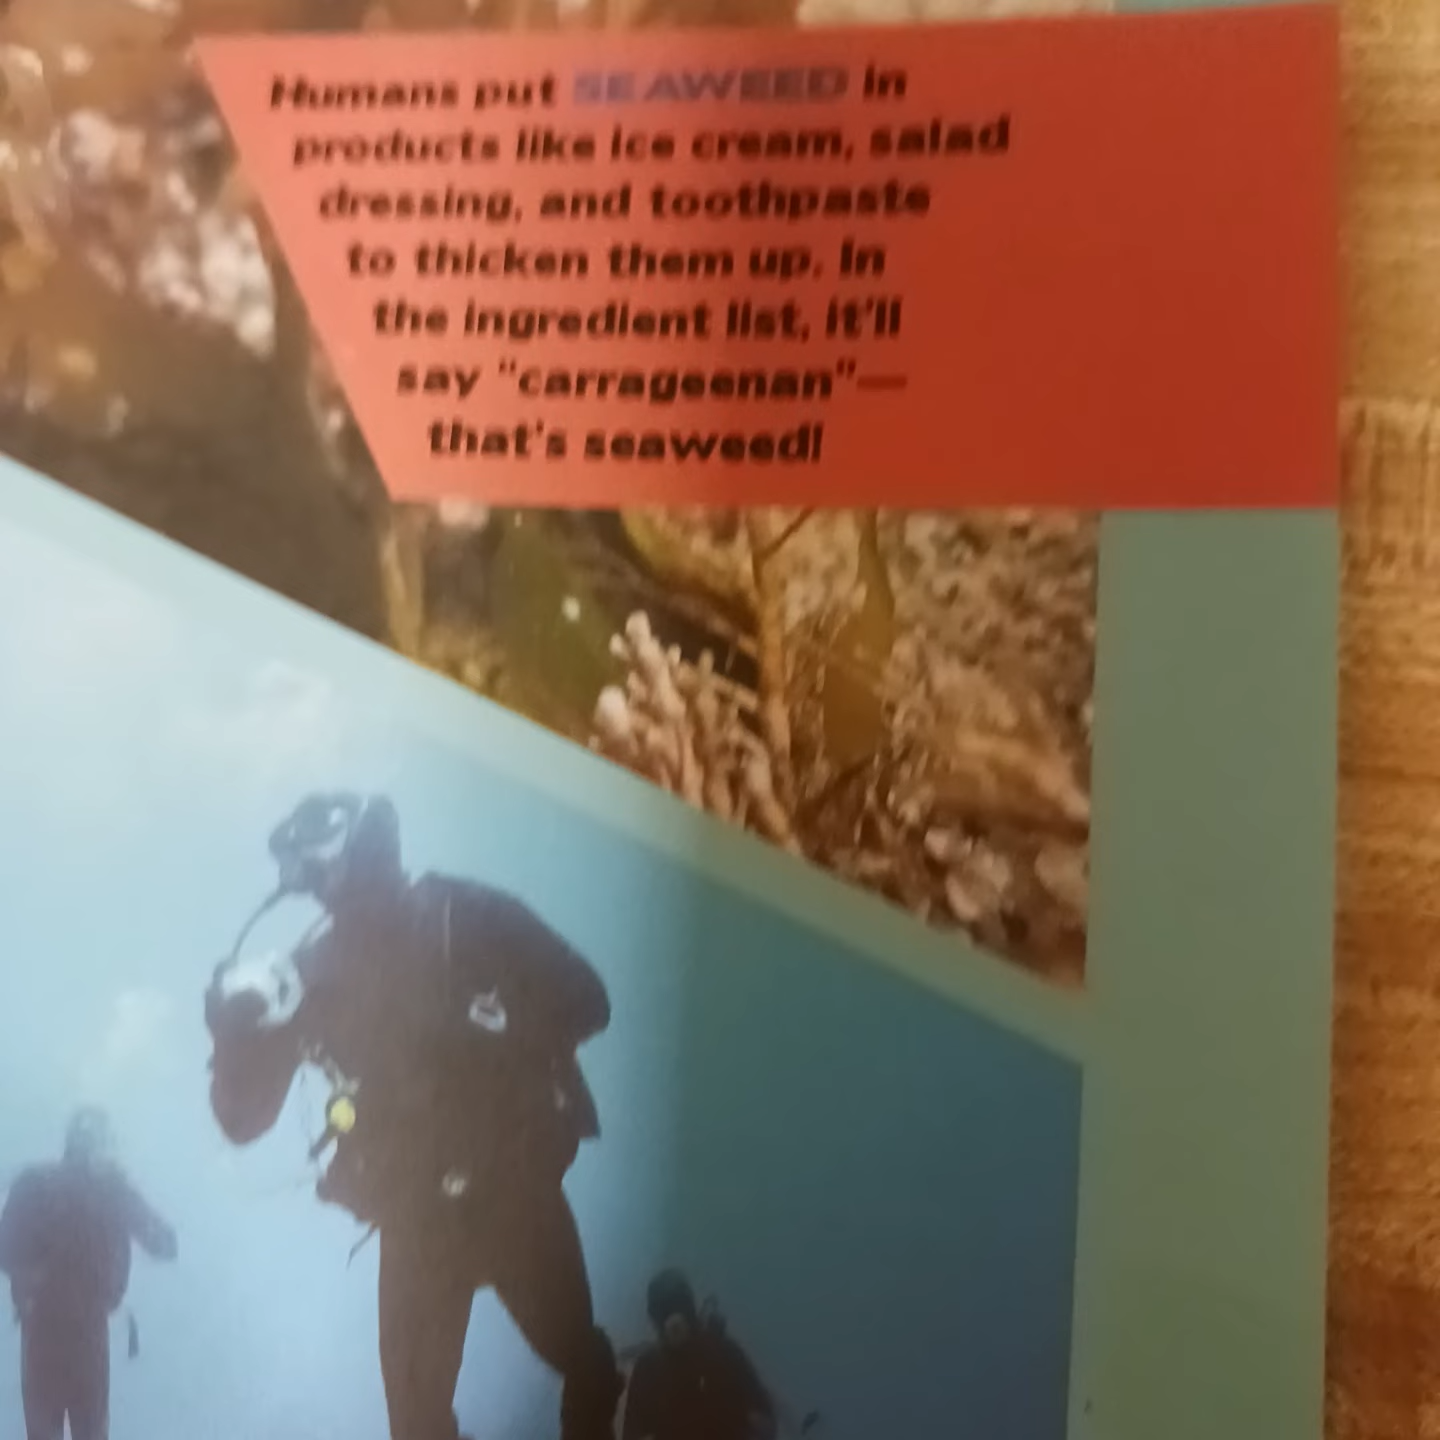 Humans put SEAWEED in
products like ice cream, salad
dressing, and toothpaste
to thicken them up. In
the ingredient list, it'll
say "carrageenan"—
that's seaweed!